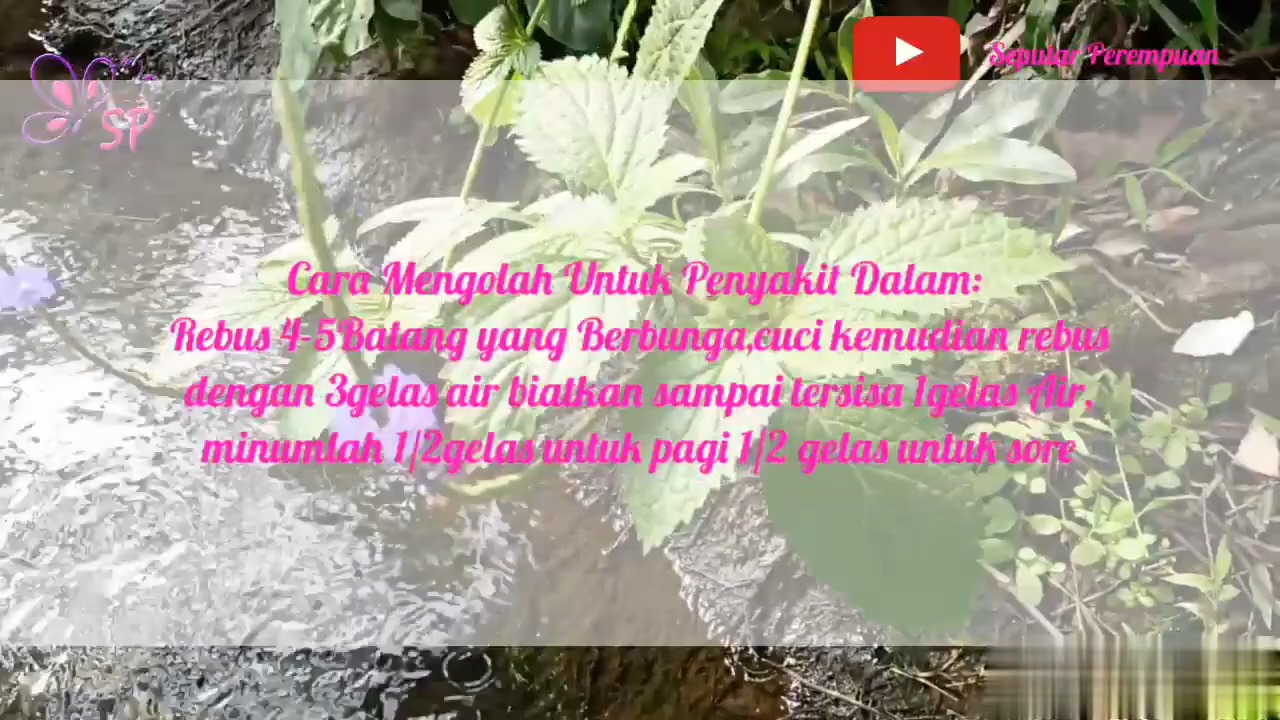 Seputar Perempuan
SP
Cara Mengolah Untuk Penyakit Dalam:
Rebus 4-5Batang yang Berbunga,cuci kemudian rebus
dengan 3gelas air biatkan sampai tersisa 1gelas Air,
minumlah 1/2gelas untuk pagi 1/2 gelas untuk sore